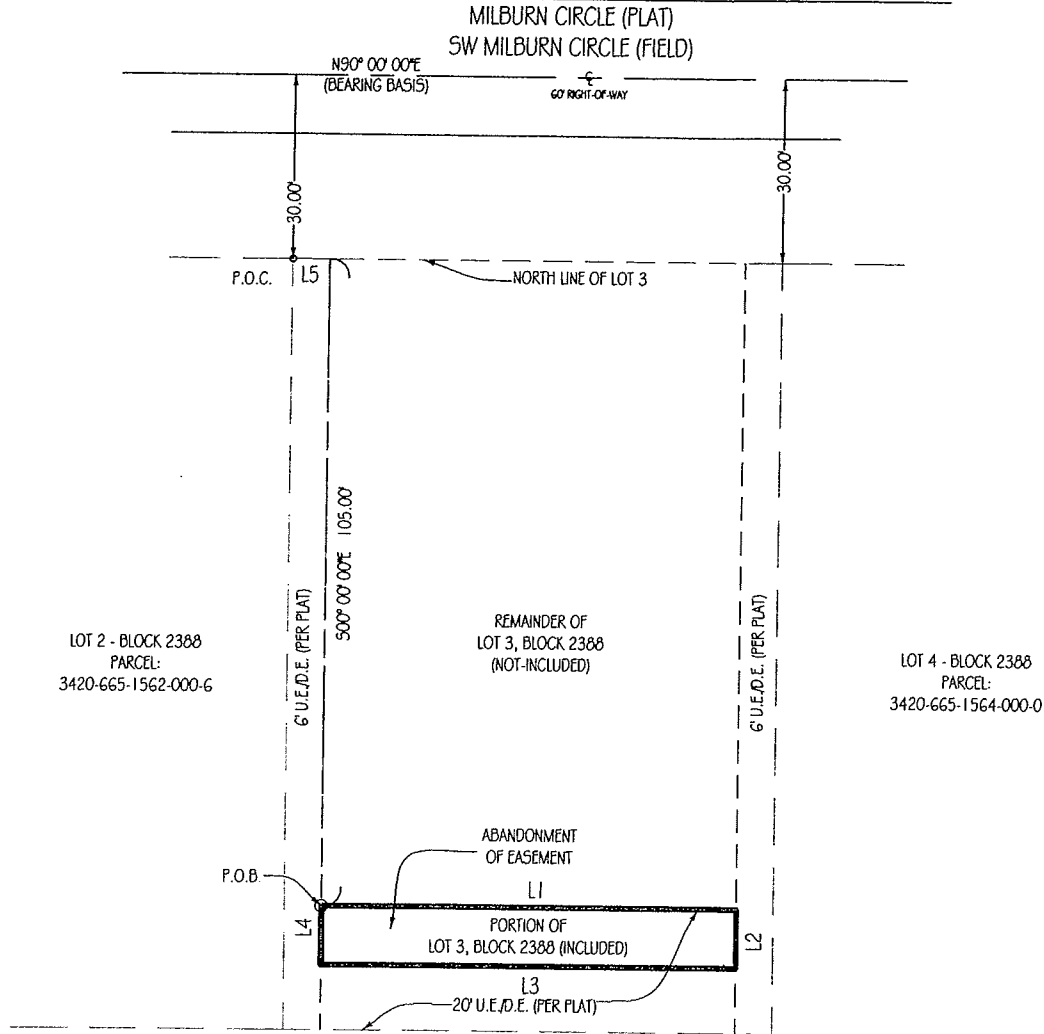 MILBURN CIRCLE (PLAT)
SW MILBURN CIRCLE (FIELD)
N90° 00' 00"E
(BEARING BASIS)
℄
60' RIGHT-OF-WAY
30.00'
30.00'
P.O.C.
L5
NORTH LINE OF LOT 3
S00° 00' 00"E 105.00'
6' U.E./D.E. (PER PLAT)
LOT 2 - BLOCK 2388
PARCEL:
3420-665-1562-000-6
REMAINDER OF
LOT 3, BLOCK 2388
(NOT-INCLUDED)
6' U.E./D.E. (PER PLAT)
LOT 4 - BLOCK 2388
PARCEL:
3420-665-1564-000-0
ABANDONMENT
OF EASEMENT
P.O.B.
L1
L4
PORTION OF
LOT 3, BLOCK 2388 (INCLUDED)
L2
L3
20' U.E./D.E. (PER PLAT)